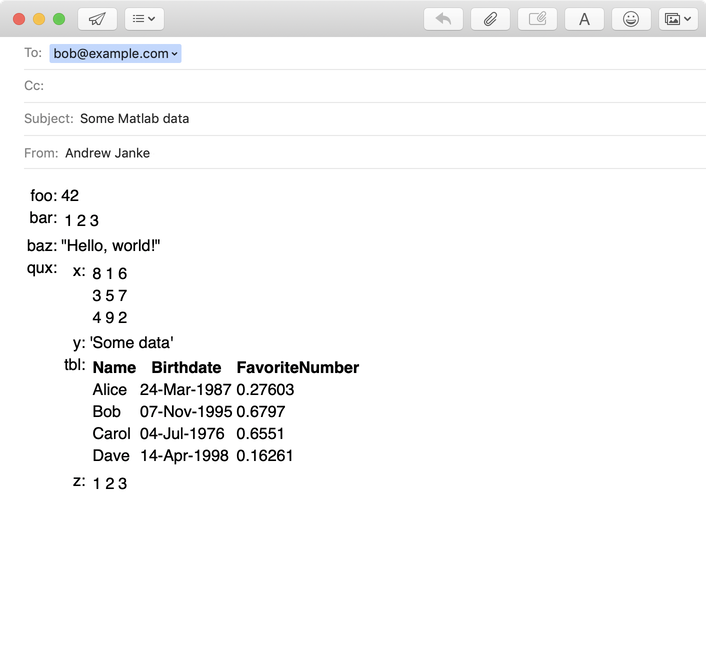 To: bob@example.com
Cc:
Subject: Some Matlab data
From: Andrew Janke
foo: 42
bar: 1 2 3
baz: "Hello, world!"
qux: x: 8 1 6
3 5 7
4 9 2
y: 'Some data'
tbl: Name Birthdate FavoriteNumber
Alice 24-Mar-1987 0.27603
Bob 07-Nov-1995 0.6797
Carol 04-Jul-1976 0.6551
Dave 14-Apr-1998 0.16261
z: 1 2 3